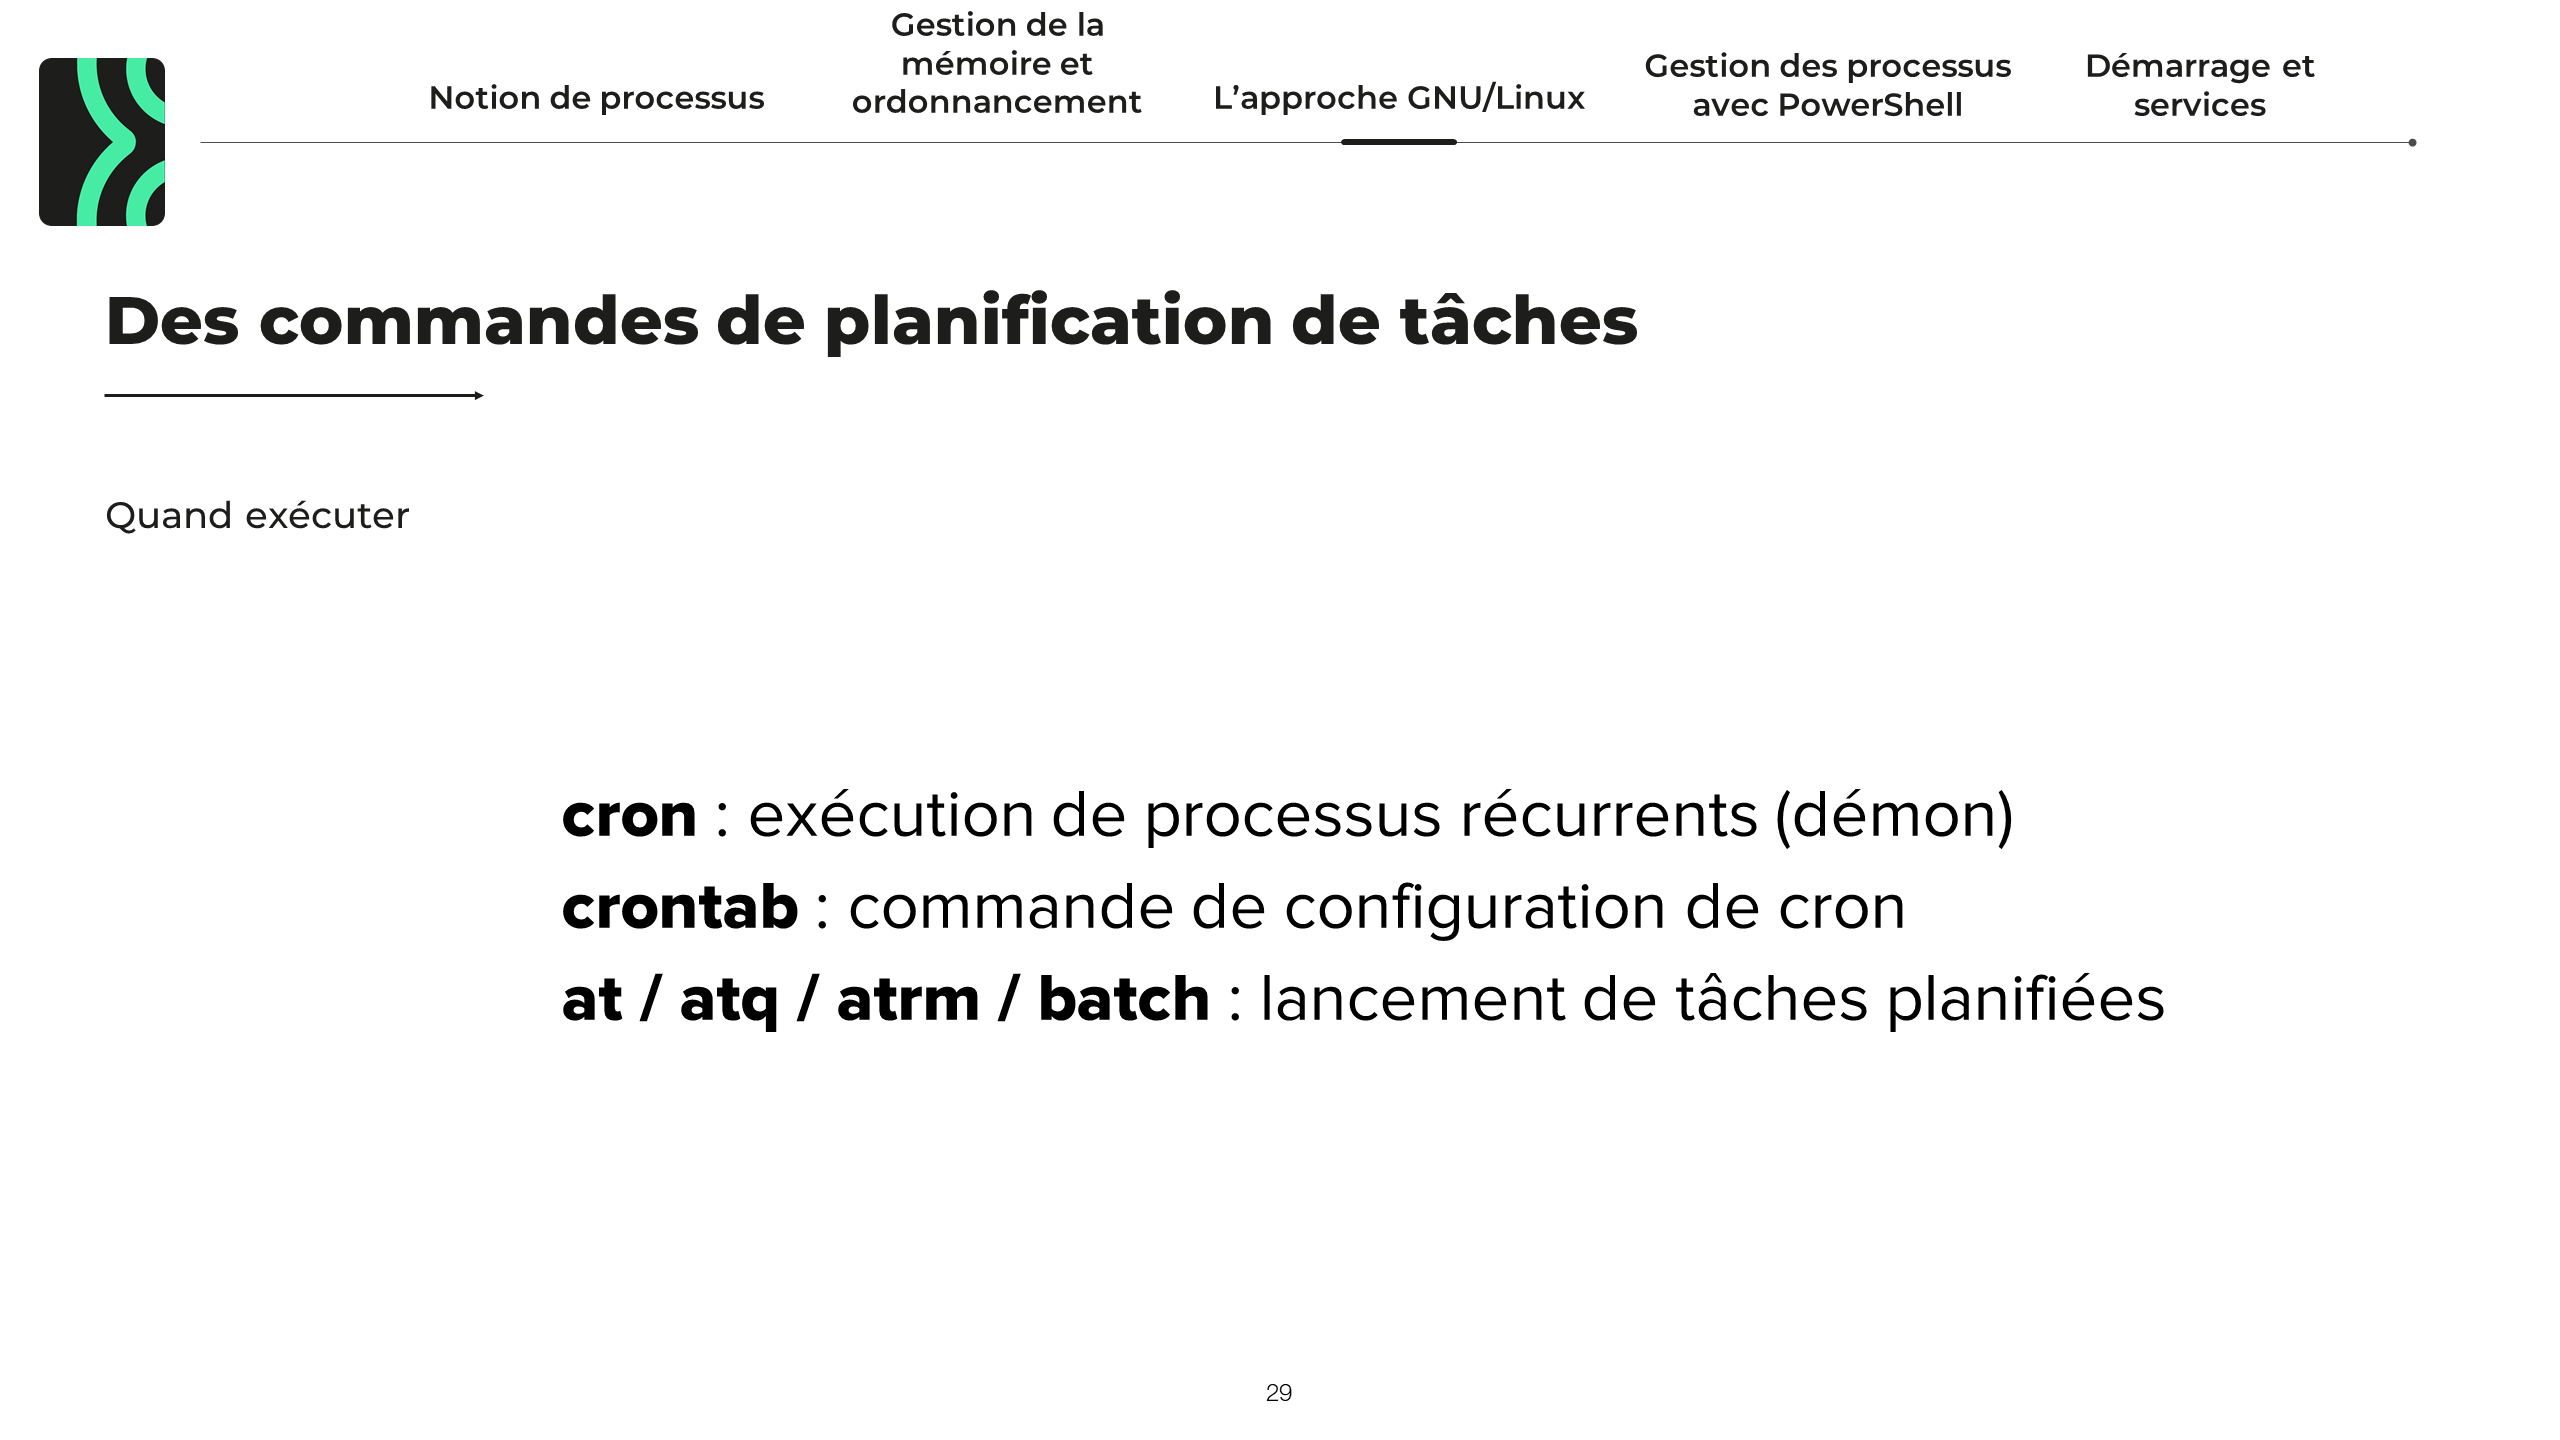 Notion de processus
Gestion de la
mémoire et
ordonnancement
L’approche GNU/Linux
Gestion des processus
avec PowerShell
Démarrage et
services
Des commandes de planification de tâches
Quand exécuter
cron : exécution de processus récurrents (démon)
crontab : commande de configuration de cron
at / atq / atrm / batch : lancement de tâches planifiées
29